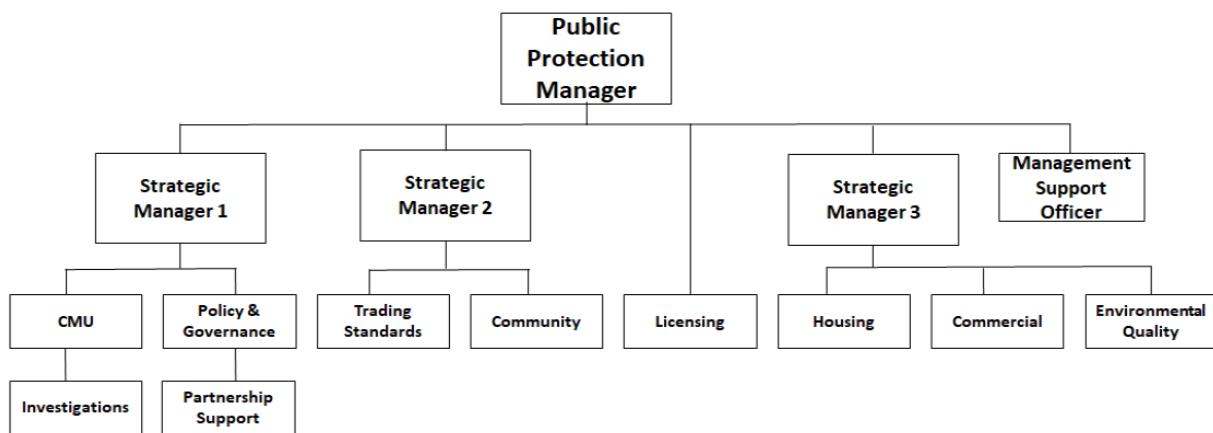 Public
Protection
Manager
Strategic
Manager 1
Strategic
Manager 2
Strategic
Manager 3
Management
Support
Officer
CMU
Policy &
Governance
Trading
Standards
Community
Licensing
Housing
Commercial
Environmental
Quality
Investigations
Partnership
Support